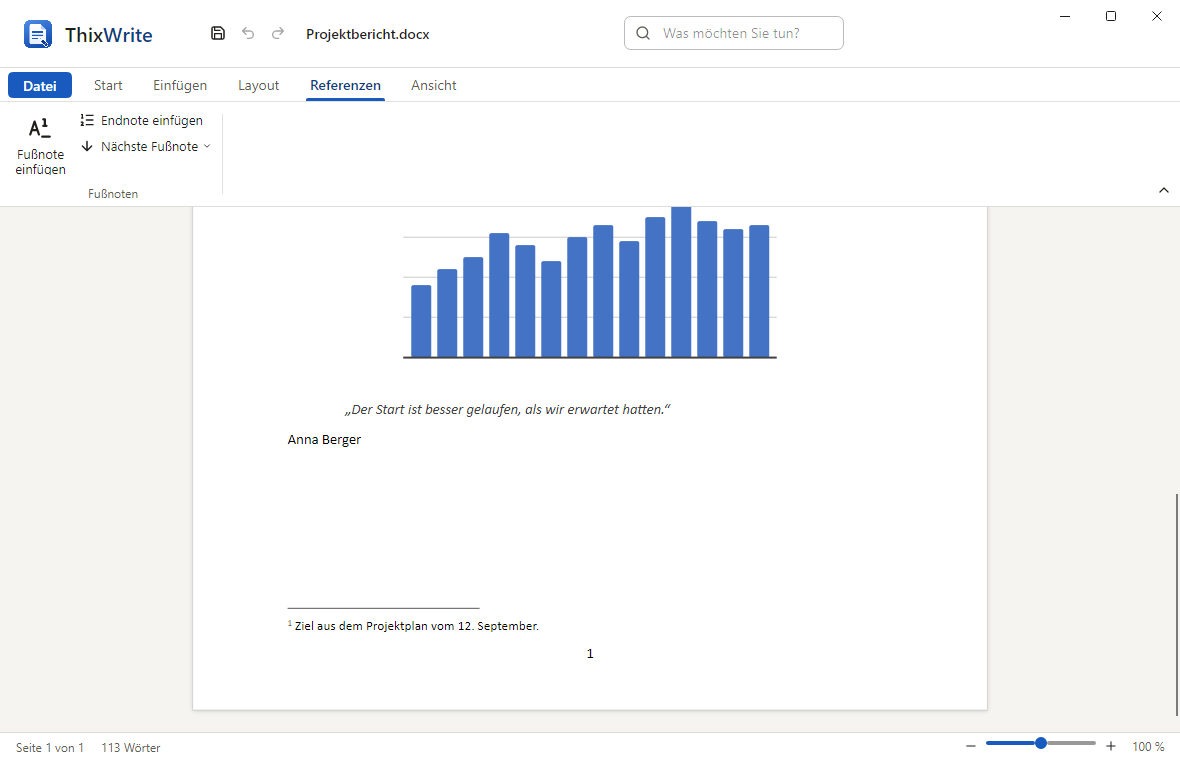 ThixWrite
Projektbericht.docx
Was möchten Sie tun?
Datei
Start
Einfügen
Layout
Referenzen
Ansicht
Fußnote
einfügen
Endnote einfügen
Nächste Fußnote
Fußnoten
„Der Start ist besser gelaufen, als wir erwartet hatten.“
Anna Berger
1 Ziel aus dem Projektplan vom 12. September.
1
Seite 1 von 1
113 Wörter
100 %